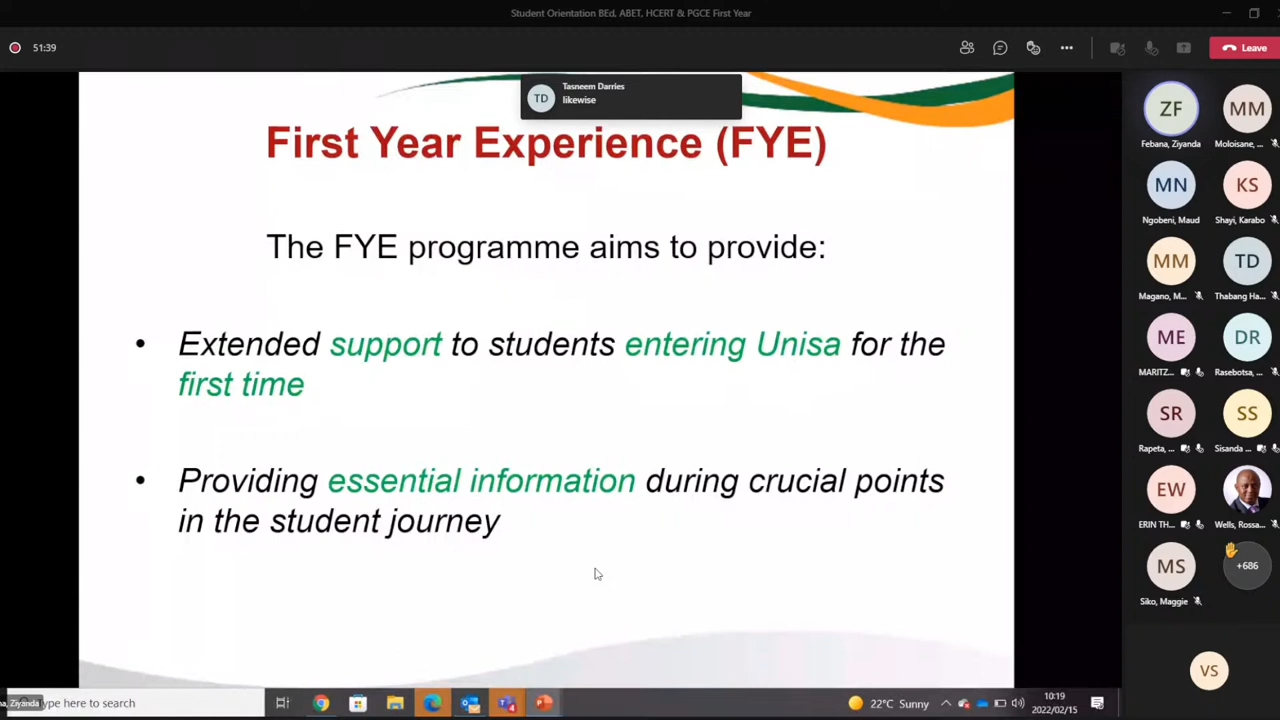 Student Orientation BEd, ABET, HCERT & PGCE First Year
51:39
Leave
Tasneem Darries
TD
likewise
First Year Experience (FYE)
The FYE programme aims to provide:
• Extended support to students entering Unisa for the
first time
• Providing essential information during crucial points
in the student journey
ZF
MM
Febana, Ziyanda
Moloisane, ...
MN
KS
Ngobeni, Maud
Shayi, Karabo
MM
TD
Magano, M...
Thabang Ha...
ME
DR
MARITZ...
Rasebotsa, ...
SR
SS
Rapeta, ...
Sisanda ...
EW
ERIN TH...
Wells, Rossa...
MS
+686
Siko, Maggie
VS
na, Ziyanda
Type here to search
22°C Sunny
10:19
2022/02/15